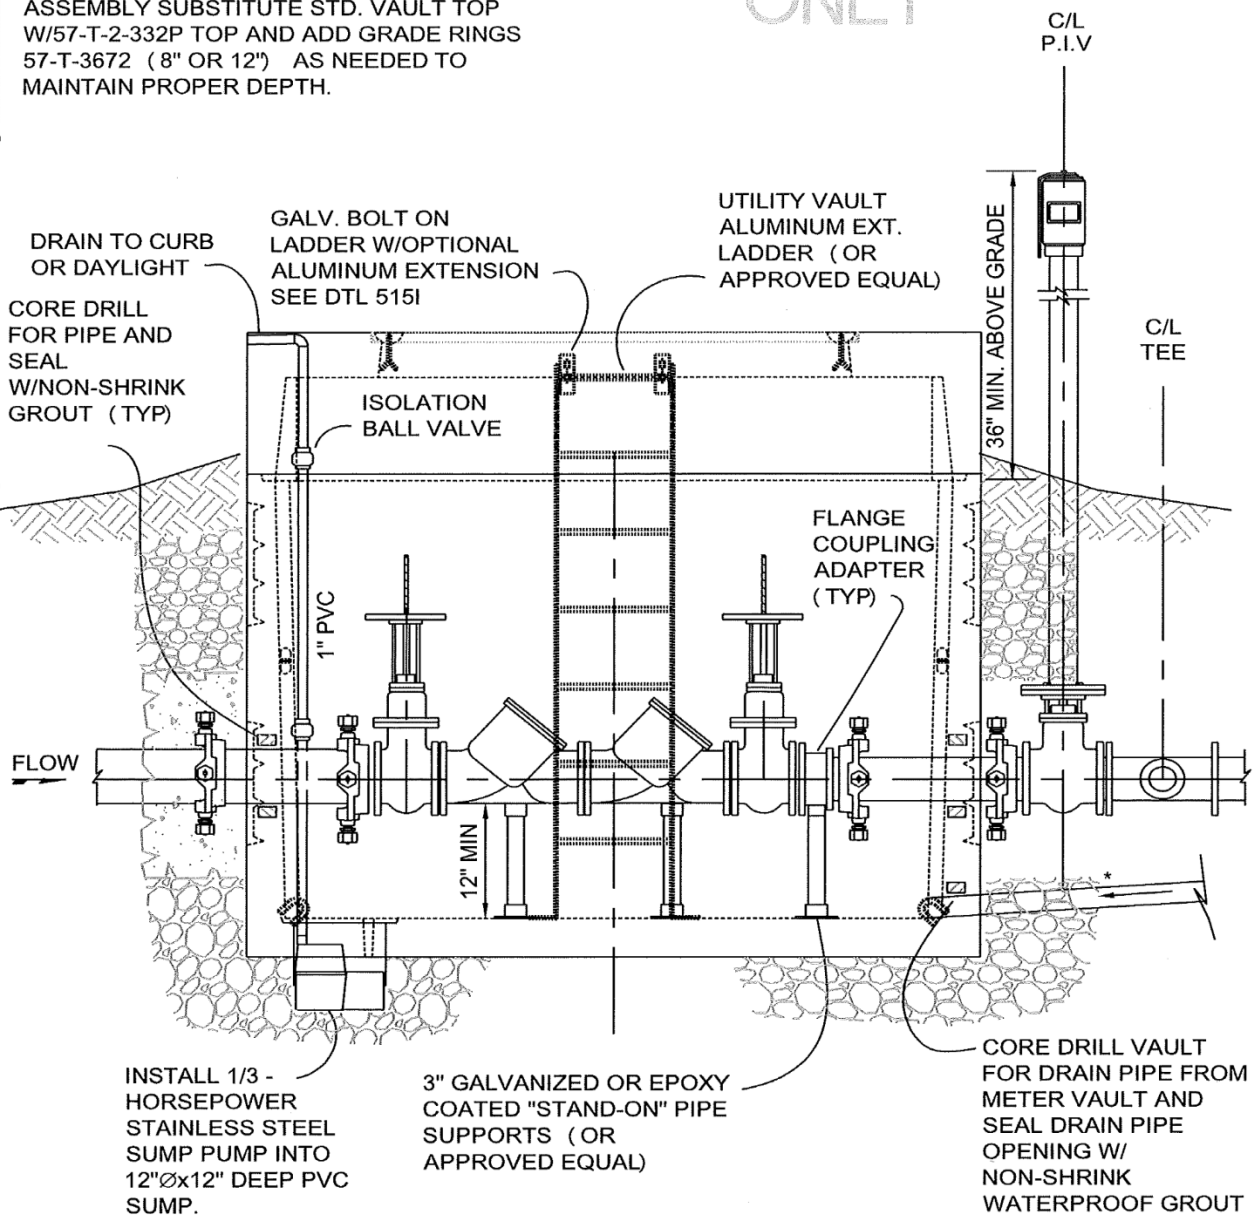 ASSEMBLY SUBSTITUTE STD. VAULT TOP
W/57-T-2-332P TOP AND ADD GRADE RINGS
57-T-3672 (8" OR 12") AS NEEDED TO
MAINTAIN PROPER DEPTH.
ONLY
C/L
P.I.V
UTILITY VAULT
ALUMINUM EXT.
LADDER (OR
APPROVED EQUAL)
GALV. BOLT ON
LADDER W/OPTIONAL
ALUMINUM EXTENSION
SEE DTL 515I
DRAIN TO CURB
OR DAYLIGHT
CORE DRILL
FOR PIPE AND
SEAL
W/NON-SHRINK
GROUT (TYP)
ISOLATION
BALL VALVE
36" MIN. ABOVE GRADE
C/L
TEE
FLANGE
COUPLING
ADAPTER
(TYP)
1" PVC
FLOW
12" MIN
*
INSTALL 1/3 -
HORSEPOWER
STAINLESS STEEL
SUMP PUMP INTO
12"Øx12" DEEP PVC
SUMP.
3" GALVANIZED OR EPOXY
COATED "STAND-ON" PIPE
SUPPORTS (OR
APPROVED EQUAL)
CORE DRILL VAULT
FOR DRAIN PIPE FROM
METER VAULT AND
SEAL DRAIN PIPE
OPENING W/
NON-SHRINK
WATERPROOF GROUT